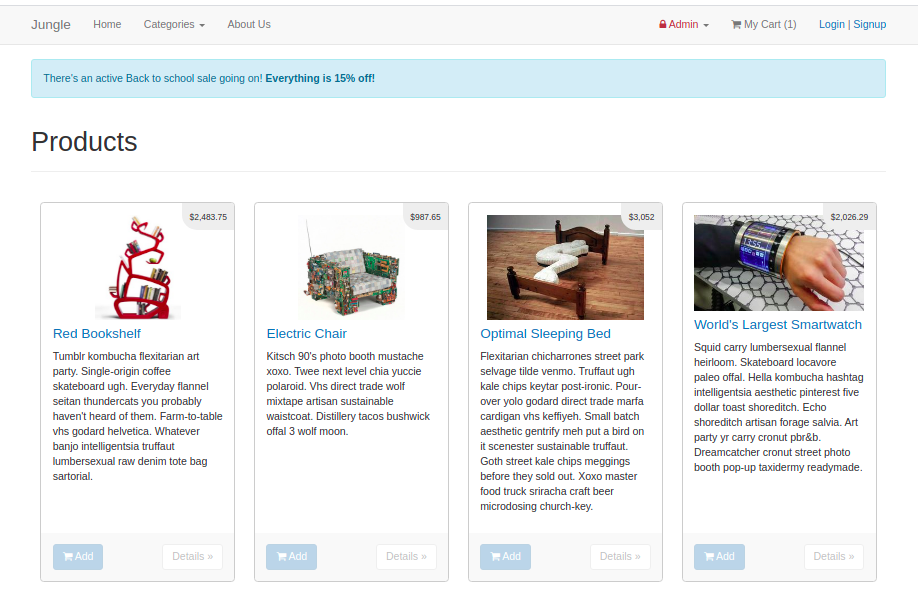 Jungle Home Categories About Us Admin My Cart (1) Login | Signup
There's an active Back to school sale going on! Everything is 15% off!
Products
$2,483.75
Red Bookshelf
Tumblr kombucha flexitarian art
party. Single-origin coffee
skateboard ugh. Everyday flannel
seitan thundercats you probably
haven't heard of them. Farm-to-table
vhs godard helvetica. Whatever
banjo intelligentsia truffaut
lumbersexual raw denim tote bag
sartorial.
Add Details »
$987.65
Electric Chair
Kitsch 90's photo booth mustache
xoxo. Twee next level chia yuccie
polaroid. Vhs direct trade wolf
mixtape artisan sustainable
waistcoat. Distillery tacos bushwick
offal 3 wolf moon.
Add Details »
$3,052
Optimal Sleeping Bed
Flexitarian chicharrones street park
selvage tilde venmo. Truffaut ugh
kale chips keytar post-ironic. Pour-
over yolo godard direct trade marfa
cardigan vhs keffiyeh. Small batch
aesthetic gentrify meh put a bird on
it scenester sustainable truffaut.
Goth street kale chips meggings
before they sold out. Xoxo master
food truck sriracha craft beer
microdosing church-key.
Add Details »
$2,026.29
13:55
World's Largest Smartwatch
Squid carry lumbersexual flannel
heirloom. Skateboard locavore
paleo offal. Hella kombucha hashtag
intelligentsia aesthetic pinterest five
dollar toast shoreditch. Echo
shoreditch artisan forage salvia. Art
party yr carry cronut pbr&b.
Dreamcatcher cronut street photo
booth pop-up taxidermy readymade.
Add Details »